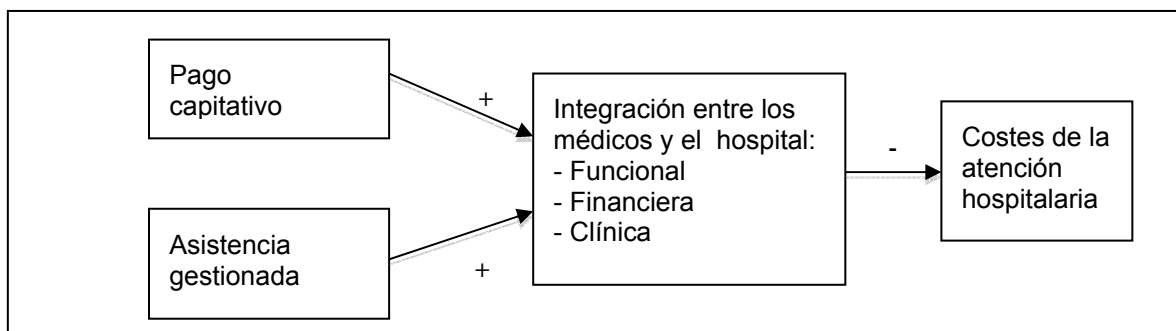 Pago
capitativo
+
Integración entre los
médicos y el hospital:
- Funcional
- Financiera
- Clínica
-
Costes de la
atención
hospitalaria
Asistencia
gestionada
+